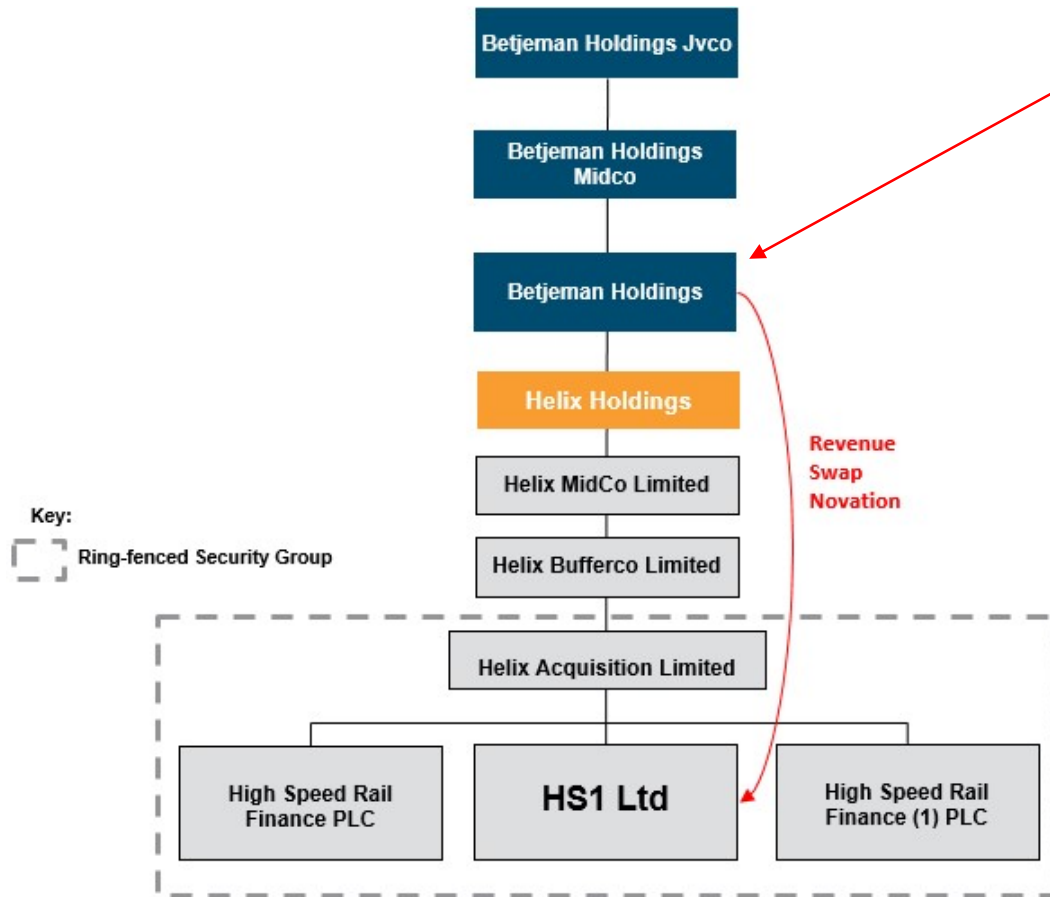 Betjeman Holdings Jvco
Betjeman Holdings
Midco
Betjeman Holdings
Helix Holdings
Revenue
Swap
Novation
Helix MidCo Limited
Key:
Ring-fenced Security Group
Helix Bufferco Limited
Helix Acquisition Limited
High Speed Rail
Finance PLC
HS1 Ltd
High Speed Rail
Finance (1) PLC